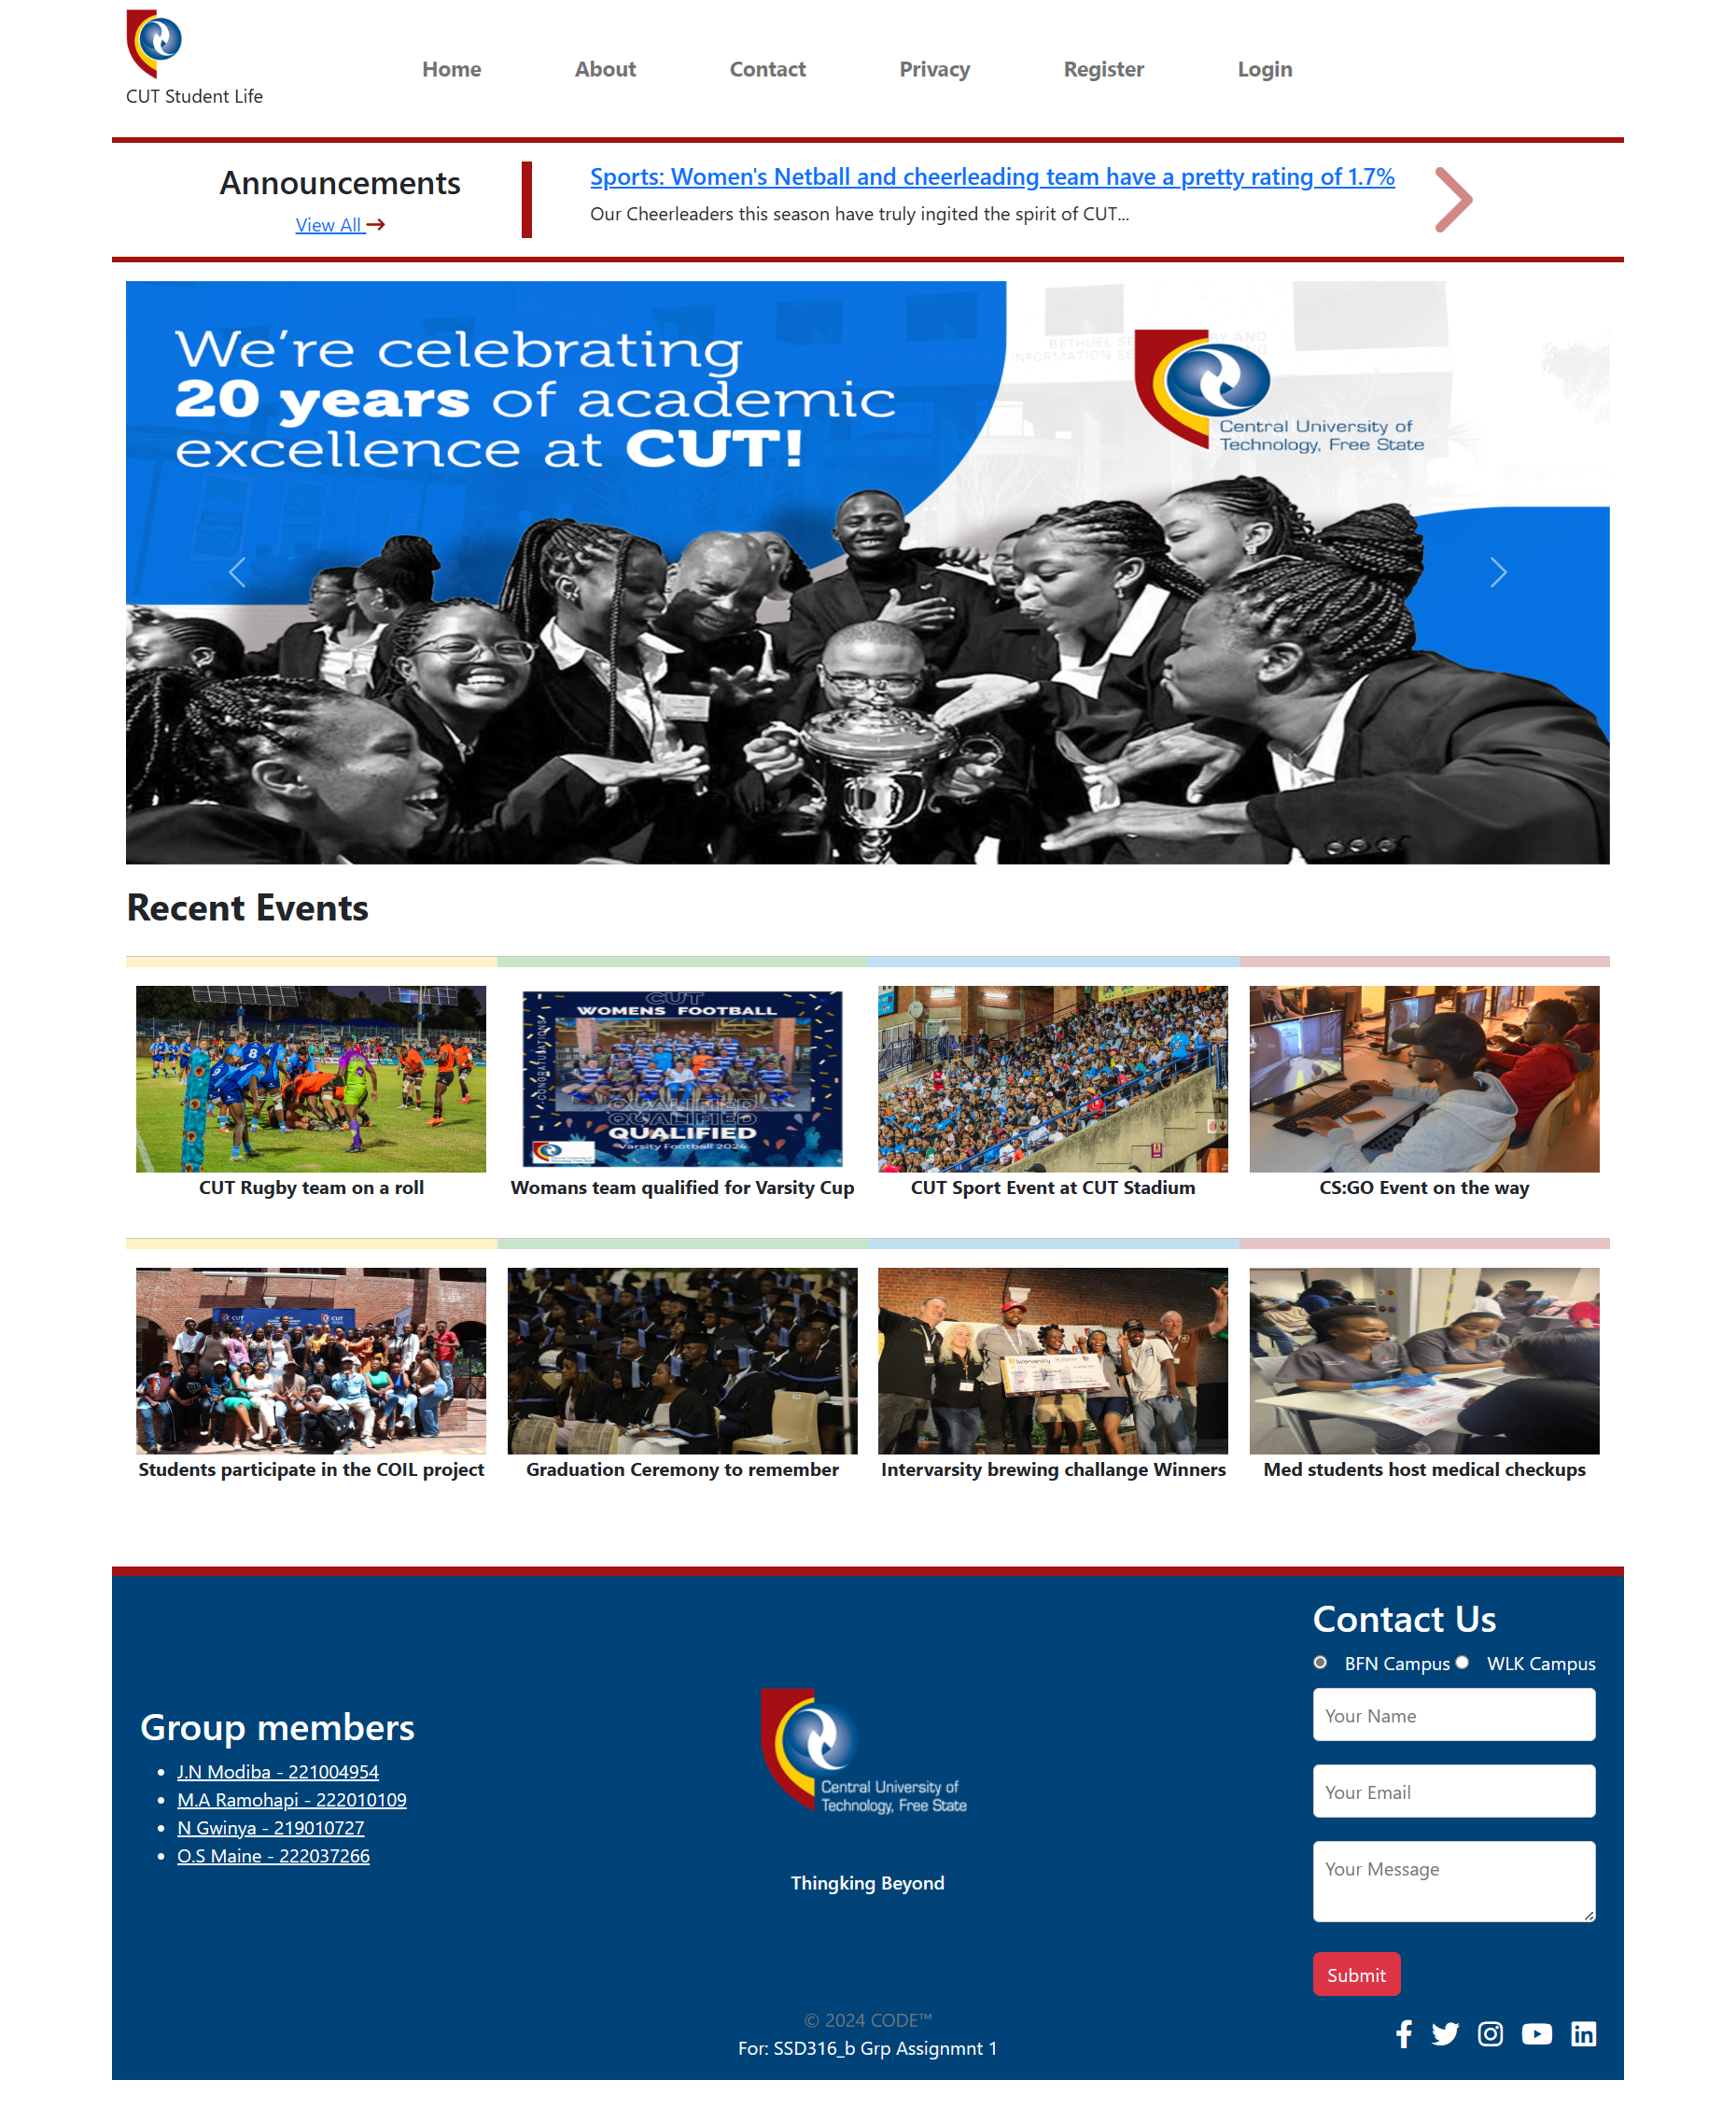 CUT Student Life
Home
About
Contact
Privacy
Register
Login
Announcements
View All
Sports: Women's Netball and cheerleading team have a pretty rating of 1.7%
Our Cheerleaders this season have truly ingited the spirit of CUT...
We're celebrating
20 years of academic
excellence at CUT!
Central University of
Technology, Free State
Recent Events
CUT
WOMENS FOOTBALL
CONGRATULATIONS
QUALIFIED
QUALIFIED
QUALIFIED
Varsity Football 2024
CUT Rugby team on a roll
Womans team qualified for Varsity Cup
CUT Sport Event at CUT Stadium
CS:GO Event on the way
CUT
CUT
Intervarsity
Students participate in the COIL project
Graduation Ceremony to remember
Intervarsity brewing challange Winners
Med students host medical checkups
Group members
J.N Modiba - 221004954
M.A Ramohapi - 222010109
N Gwinya - 219010727
O.S Maine - 222037266
Central University of
Technology, Free State
Thingking Beyond
© 2024 CODE™
For: SSD316_b Grp Assignmnt 1
Contact Us
BFN Campus
WLK Campus
Your Name
Your Email
Your Message
Submit